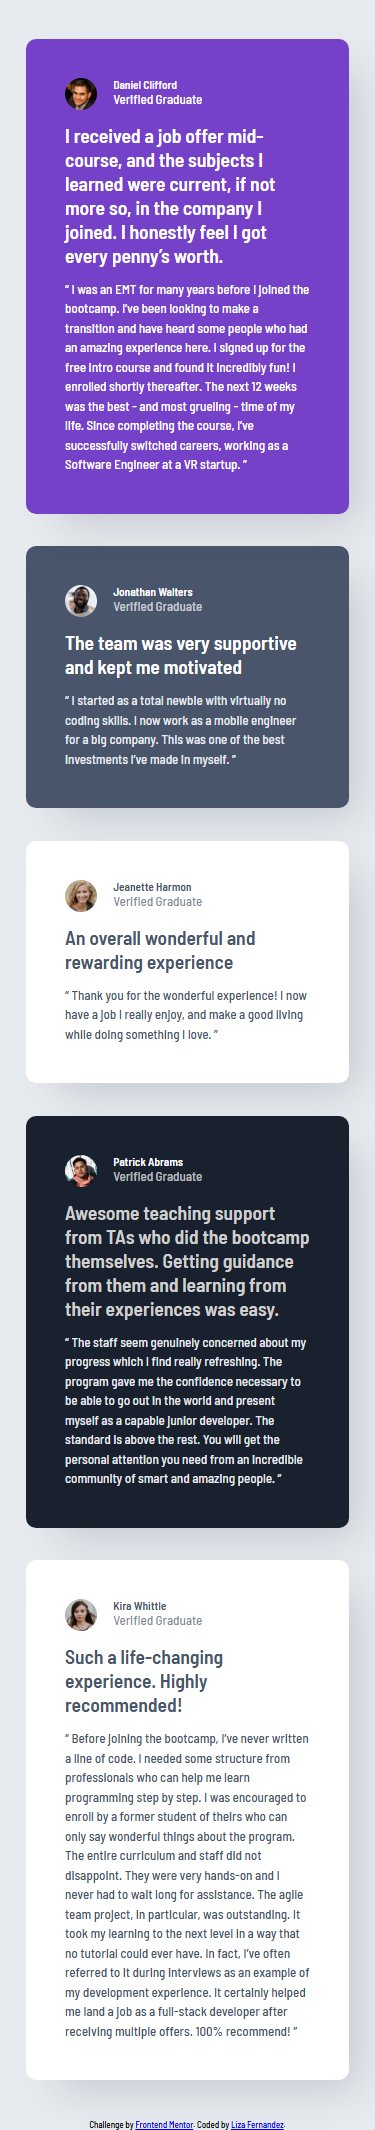 Daniel Clifford
Verified Graduate
I received a job offer mid-
course, and the subjects I
learned were current, if not
more so, in the company I
joined. I honestly feel I got
every penny’s worth.
“ I was an EMT for many years before I joined the
bootcamp. I’ve been looking to make a
transition and have heard some people who had
an amazing experience here. I signed up for the
free intro course and found it incredibly fun! I
enrolled shortly thereafter. The next 12 weeks
was the best - and most grueling - time of my
life. Since completing the course, I’ve
successfully switched careers, working as a
Software Engineer at a VR startup. ”
Jonathan Walters
Verified Graduate
The team was very supportive
and kept me motivated
“ I started as a total newbie with virtually no
coding skills. I now work as a mobile engineer
for a big company. This was one of the best
investments I’ve made in myself. ”
Jeanette Harmon
Verified Graduate
An overall wonderful and
rewarding experience
“ Thank you for the wonderful experience! I now
have a job I really enjoy, and make a good living
while doing something I love. ”
Patrick Abrams
Verified Graduate
Awesome teaching support
from TAs who did the bootcamp
themselves. Getting guidance
from them and learning from
their experiences was easy.
“ The staff seem genuinely concerned about my
progress which I find really refreshing. The
program gave me the confidence necessary to
be able to go out in the world and present
myself as a capable junior developer. The
standard is above the rest. You will get the
personal attention you need from an incredible
community of smart and amazing people. ”
Kira Whittle
Verified Graduate
Such a life-changing
experience. Highly
recommended!
“ Before joining the bootcamp, I’ve never written
a line of code. I needed some structure from
professionals who can help me learn
programming step by step. I was encouraged to
enroll by a former student of theirs who can
only say wonderful things about the program.
The entire curriculum and staff did not
disappoint. They were very hands-on and I
never had to wait long for assistance. The agile
team project, in particular, was outstanding. It
took my learning to the next level in a way that
no tutorial could ever have. In fact, I’ve often
referred to it during interviews as an example of
my development experience. It certainly helped
me land a job as a full-stack developer after
receiving multiple offers. 100% recommend! ”
Challenge by Frontend Mentor. Coded by Liza Fernandez.